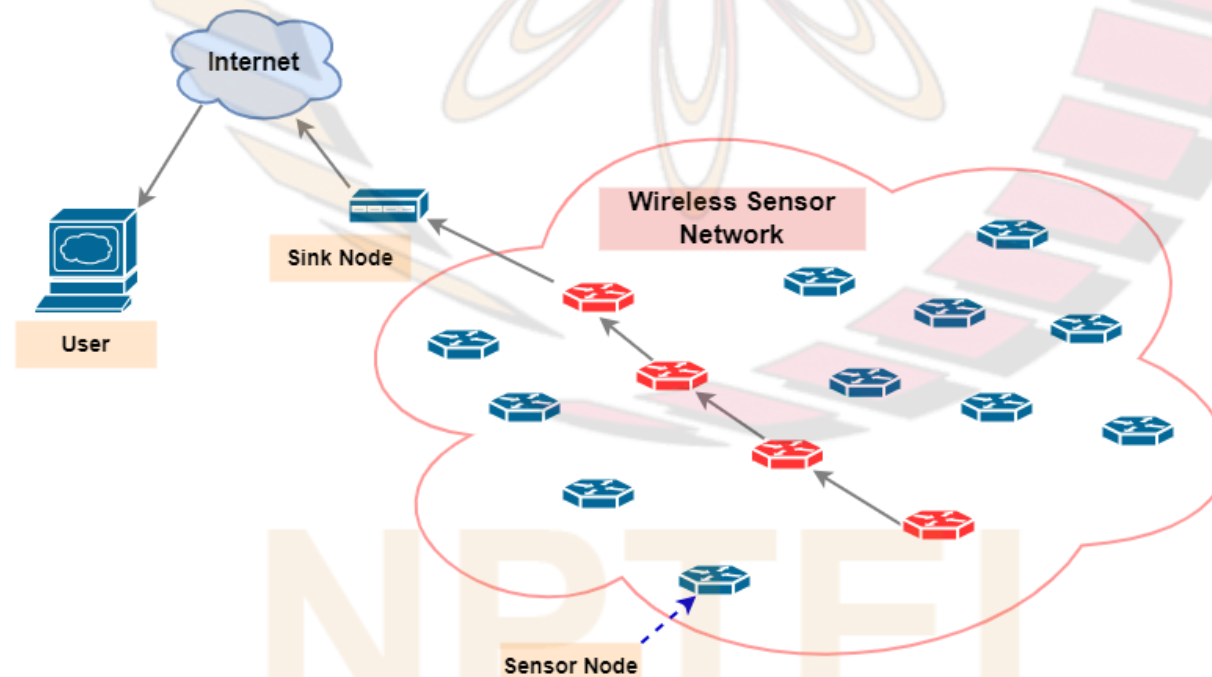 Internet
Wireless Sensor
Network
Sink Node
User
Sensor Node
NPTEL